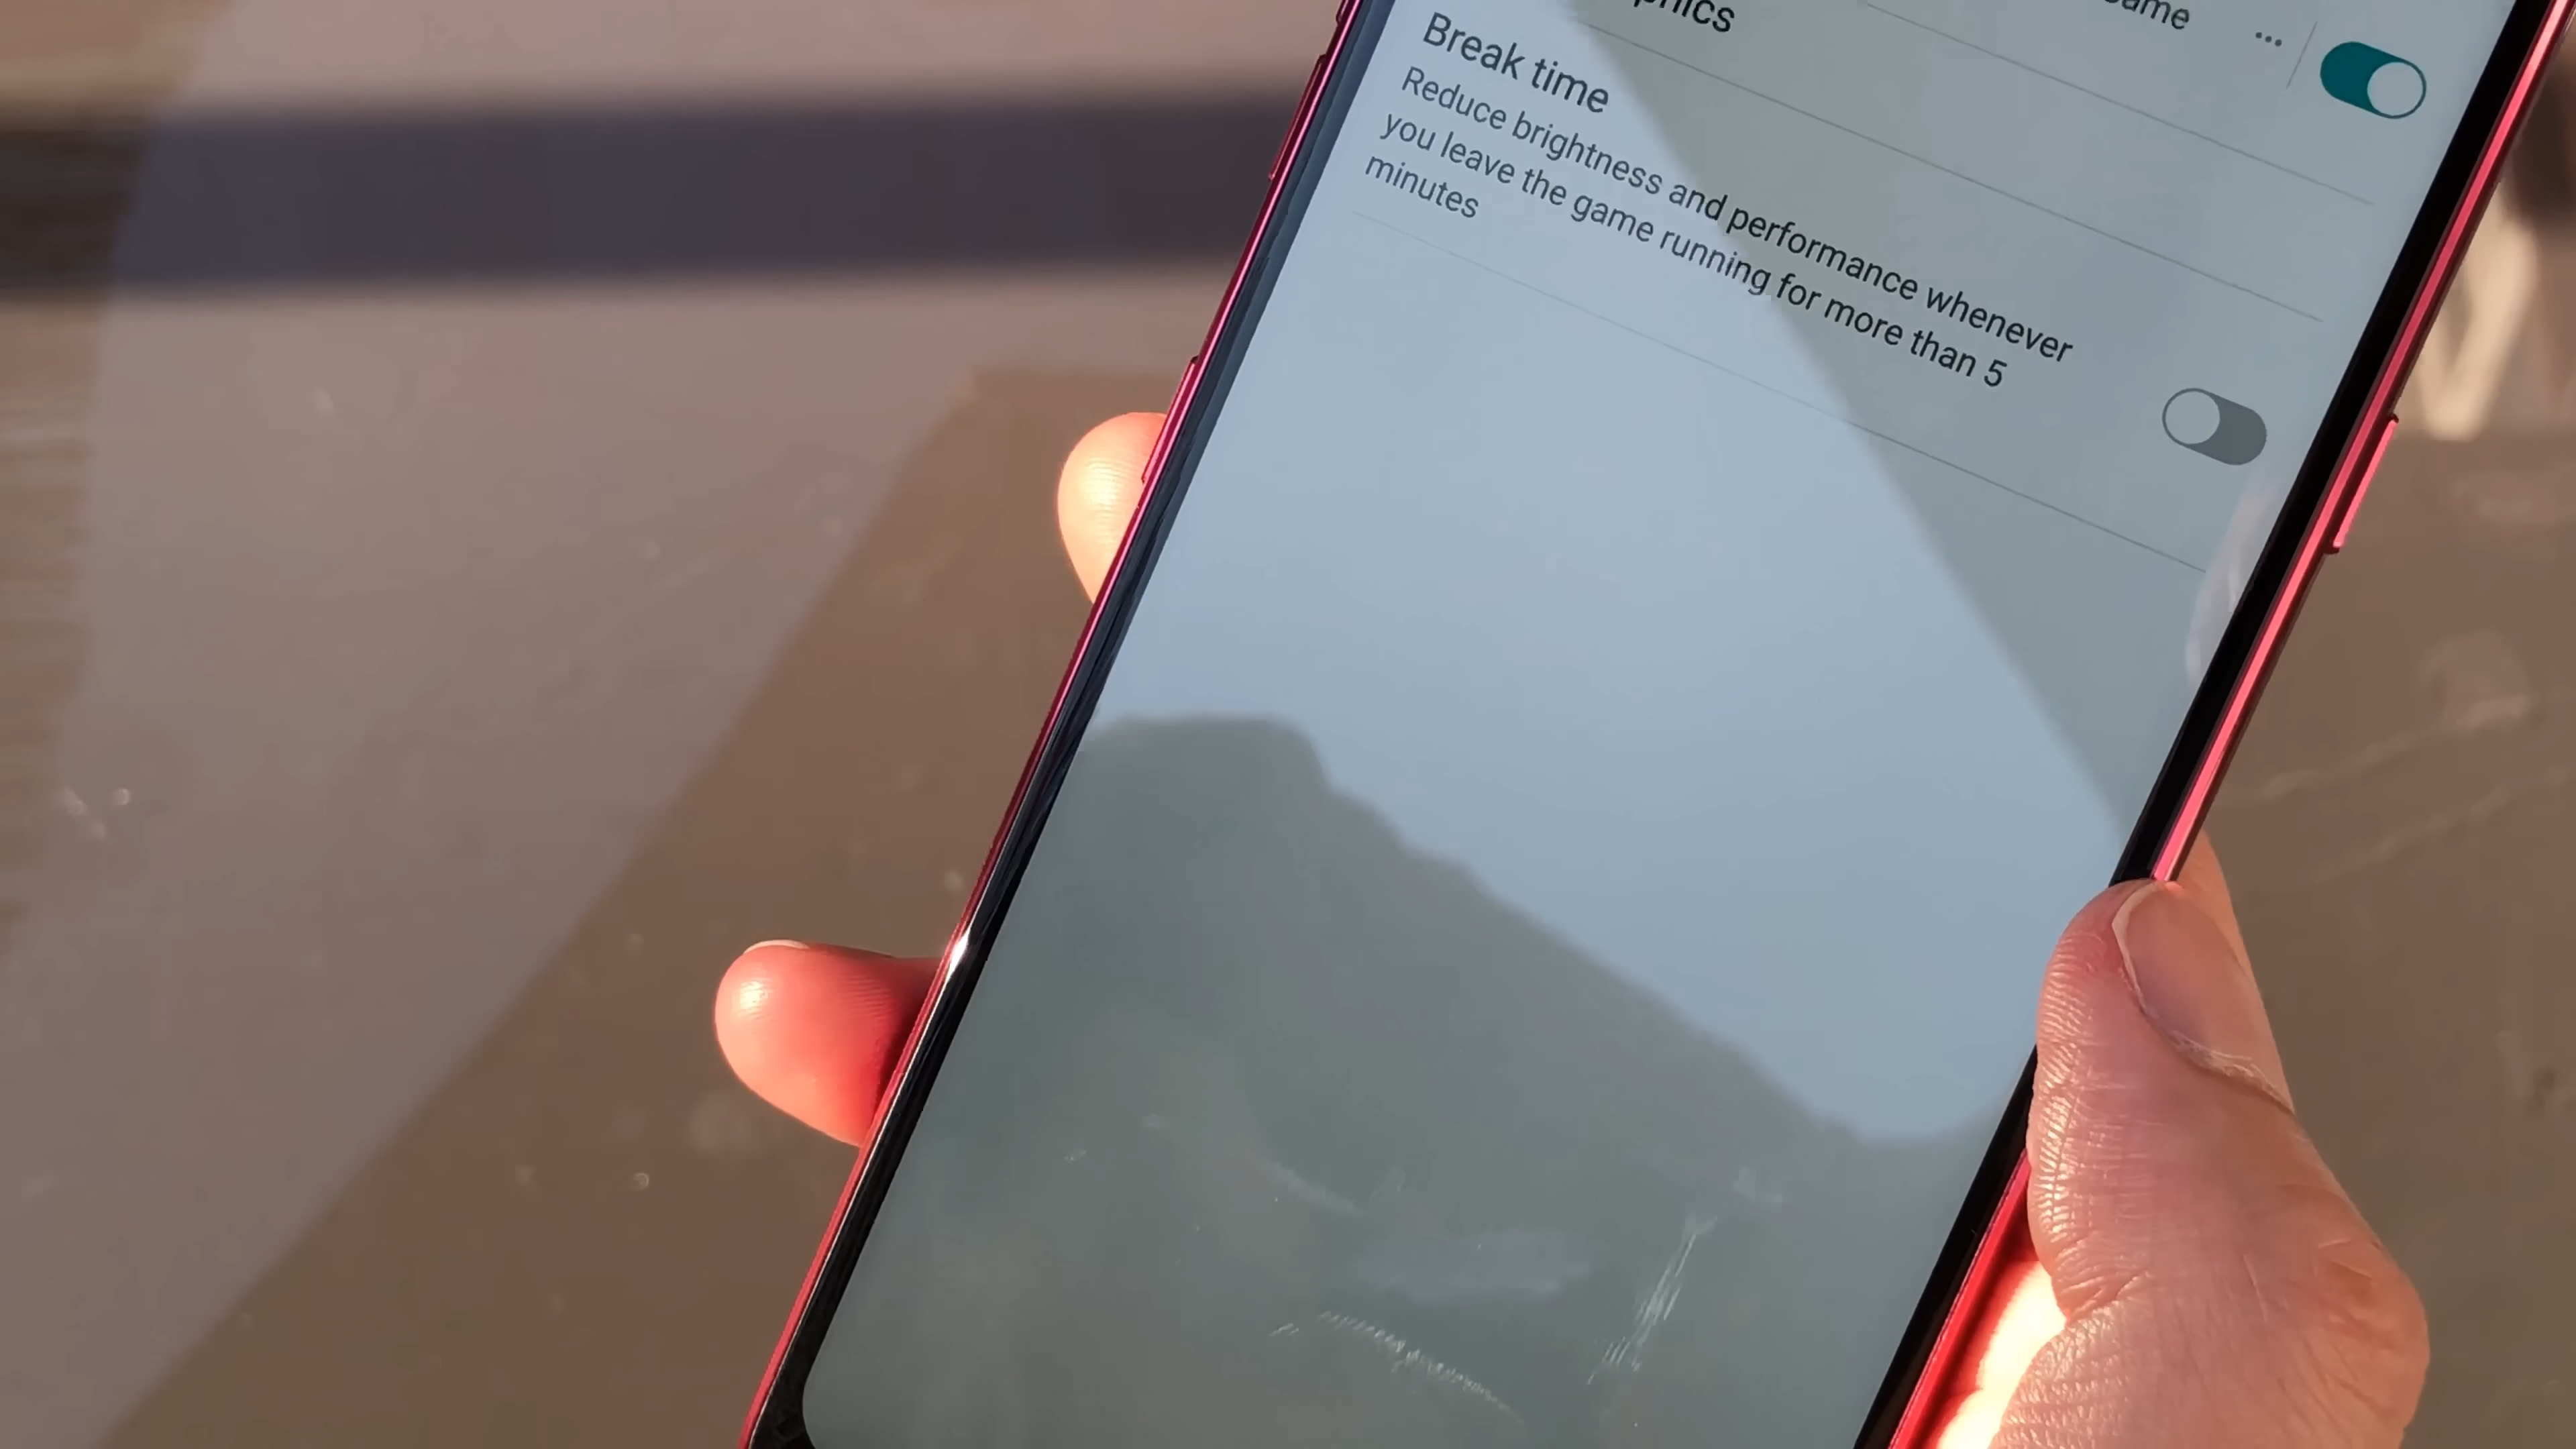 Break time
Reduce brightness and performance whenever
you leave the game running for more than 5
minutes